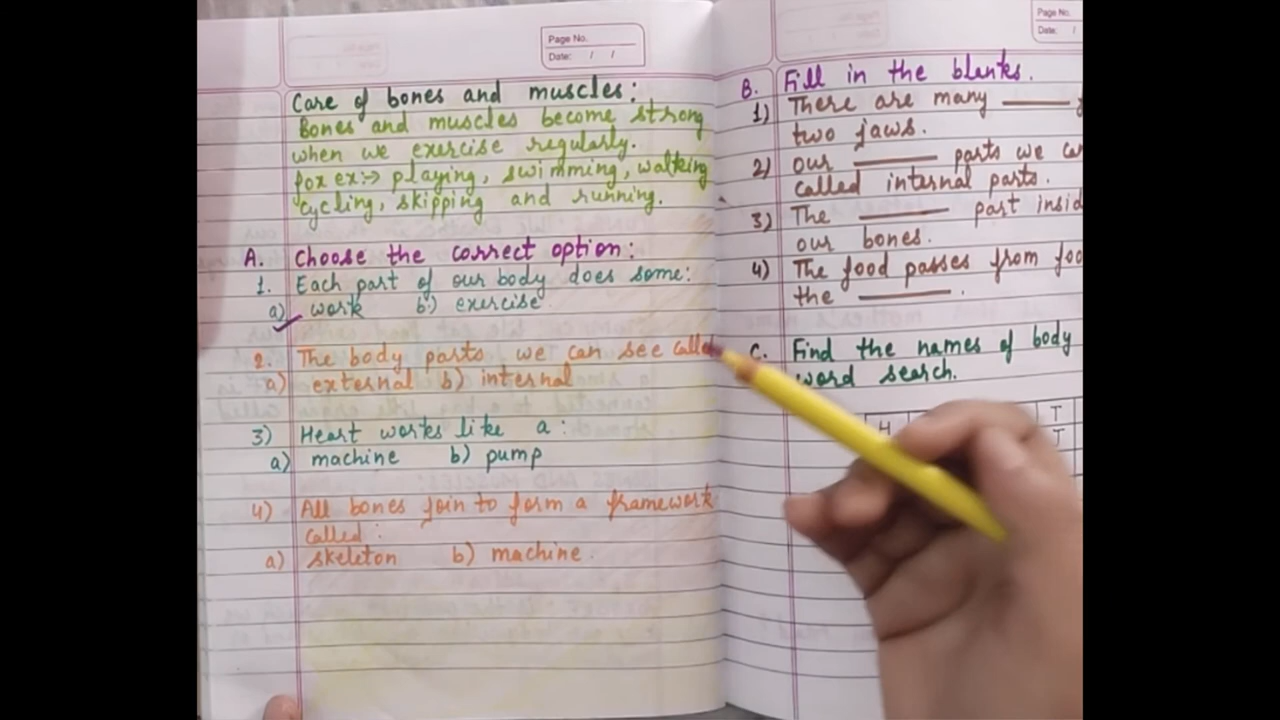 Page No.
Date: / /
Care of bones and muscles:
Bones and muscles become strong
when we exercise regularly.
for ex:-> playing, swimming, walking
cycling, skipping and running.
A. Choose the correct option:
1. Each part of our body does some:
a) work b) exercise.
2. The body parts we can see called
a) external b) internal
3) Heart works like a:
a) machine b) pump
4) All bones join to form a framework
called:
a) skeleton b) machine.
Page No.
Date: /
B. Fill in the blanks.
1) There are many ______
two jaws.
2) Our ______ parts we
called internal parts.
3) The ______ part
our bones.
4) The food passes from
the ______.
C. Find the names of body
word search.
T
H T